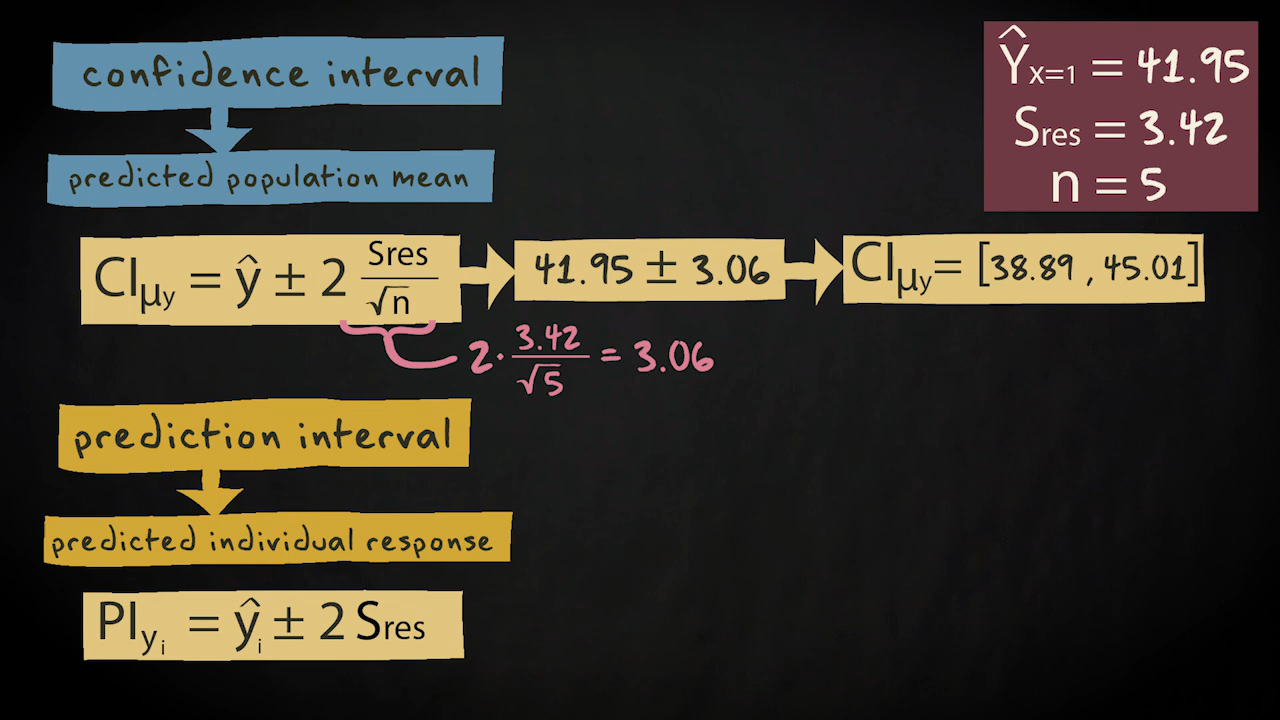 confidence interval
predicted population mean
Ŷx=1 = 41.95
Sres = 3.42
n = 5
CIμy = ŷ ± 2 Sres/√n
41.95 ± 3.06
CIμy = [38.89 , 45.01]
2 · 3.42/√5 = 3.06
prediction interval
predicted individual response
PIyi = ŷi ± 2 Sres